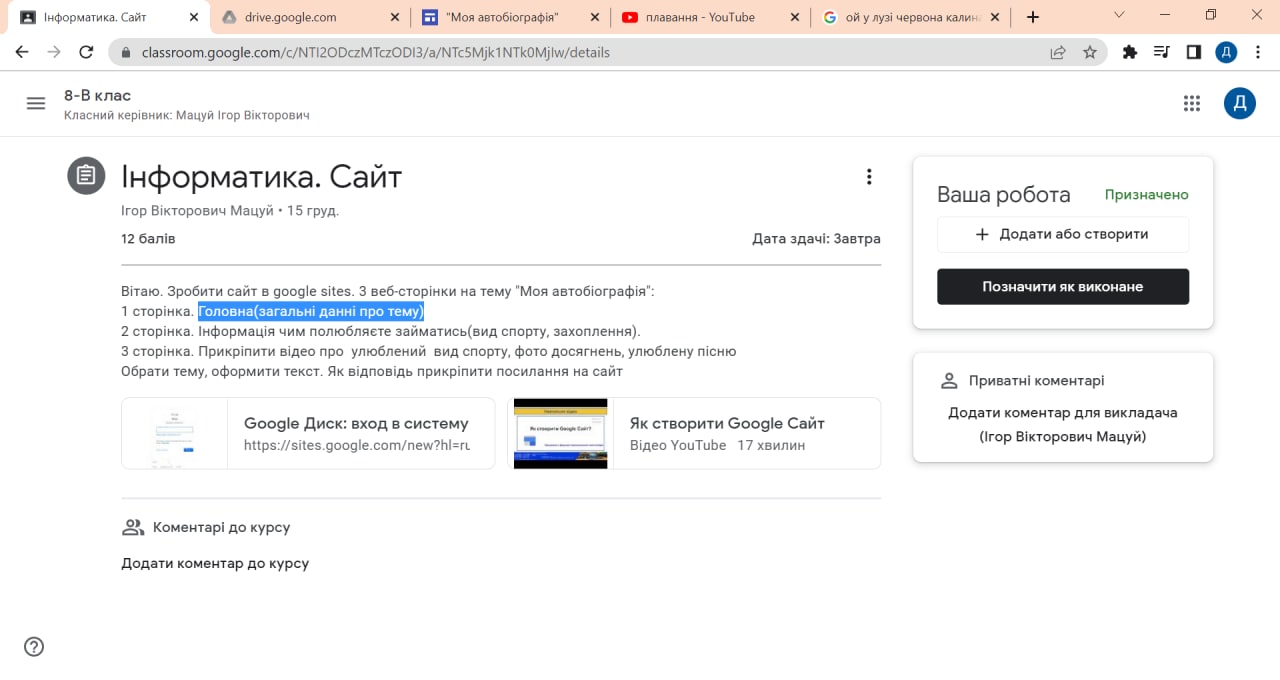 Інформатика. Сайт
drive.google.com
"Моя автобіографія"
плавання - YouTube
ой у лузі червона калина
classroom.google.com/c/NTI2ODczMTczODI3/a/NTc5Mjk1NTk0MjIw/details
Д
8-В клас
Класний керівник: Мацуй Ігор Вікторович
Д
Інформатика. Сайт
Ігор Вікторович Мацуй • 15 груд.
12 балів
Дата здачі: Завтра
Вітаю. Зробити сайт в google sites. 3 веб-сторінки на тему "Моя автобіографія":
1 сторінка. Головна(загальні данні про тему)
2 сторінка. Інформація чим полюбляєте займатись(вид спорту, захоплення).
3 сторінка. Прикріпити відео про улюблений вид спорту, фото досягнень, улюблену пісню
Обрати тему, оформити текст. Як відповідь прикріпити посилання на сайт
Google Диск: вход в систему
https://sites.google.com/new?hl=ru
Як створити Google Сайт?
Як створити Google Сайт
Відео YouTube 17 хвилин
Коментарі до курсу
Додати коментар до курсу
Ваша робота
Призначено
Додати або створити
Позначити як виконане
Приватні коментарі
Додати коментар для викладача
(Ігор Вікторович Мацуй)